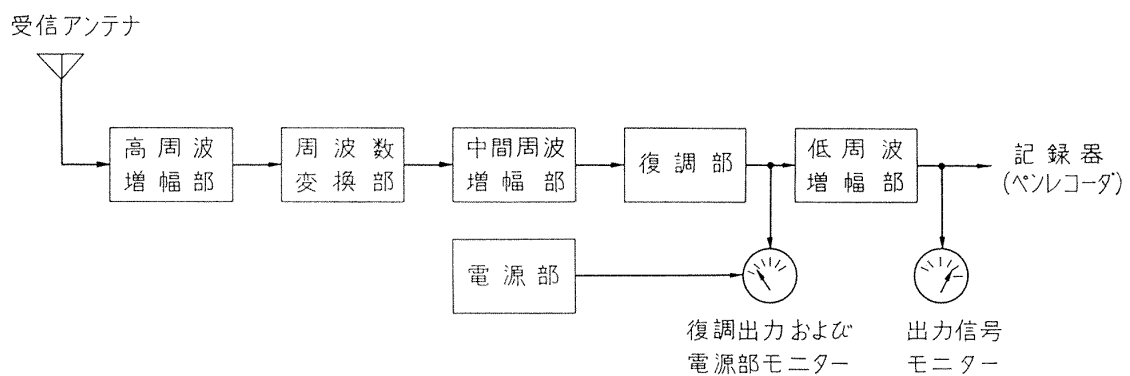 受信アンテナ
高周波
増幅部
周波数
変換部
中間周波
増幅部
復調部
低周波
増幅部
記録器
(ペンレコーダ)
電源部
復調出力および
電源部モニター
出力信号
モニター